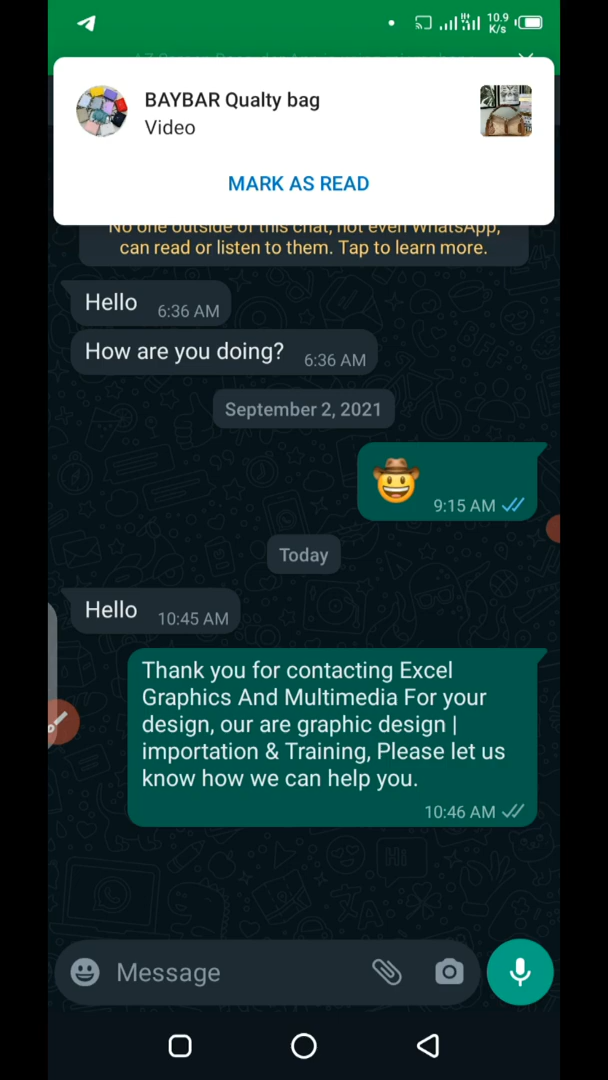 10.9
K/s
BAYBAR Qualty bag
Video
MARK AS READ
No one outside of this chat, not even WhatsApp,
can read or listen to them. Tap to learn more.
Hello 6:36 AM
How are you doing? 6:36 AM
September 2, 2021
9:15 AM
Today
Hello 10:45 AM
Thank you for contacting Excel
Graphics And Multimedia For your
design, our are graphic design |
importation & Training, Please let us
know how we can help you.
10:46 AM
Message